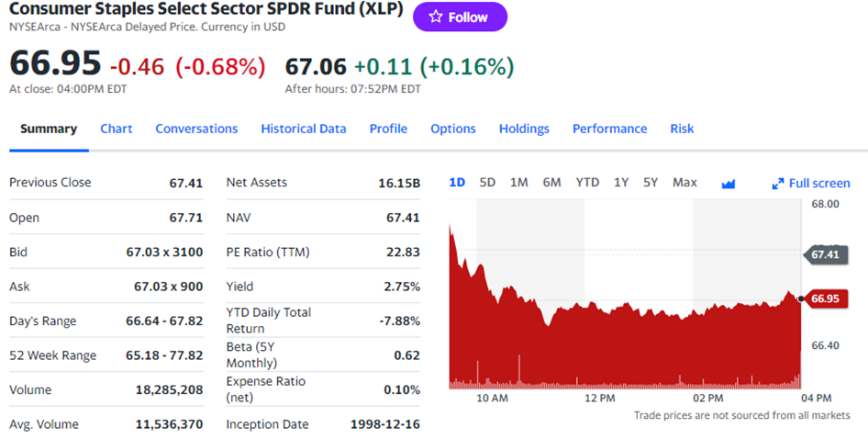 Consumer Staples Select Sector SPDR Fund (XLP)
Follow
NYSEArca - NYSEArca Delayed Price. Currency in USD
66.95 -0.46 (-0.68%) 67.06 +0.11 (+0.16%)
At close: 04:00PM EDT After hours: 07:52PM EDT
Summary Chart Conversations Historical Data Profile Options Holdings Performance Risk
Previous Close 67.41
Open 67.71
Bid 67.03 x 3100
Ask 67.03 x 900
Day's Range 66.64 - 67.82
52 Week Range 65.18 - 77.82
Volume 18,285,208
Avg. Volume 11,536,370
Net Assets 16.15B
NAV 67.41
PE Ratio (TTM) 22.83
Yield 2.75%
YTD Daily Total
Return -7.88%
Beta (5Y
Monthly) 0.62
Expense Ratio
(net) 0.10%
Inception Date 1998-12-16
1D 5D 1M 6M YTD 1Y 5Y Max Full screen
68.00
67.41
66.95
66.40
10 AM 12 PM 02 PM 04 PM
Trade prices are not sourced from all markets